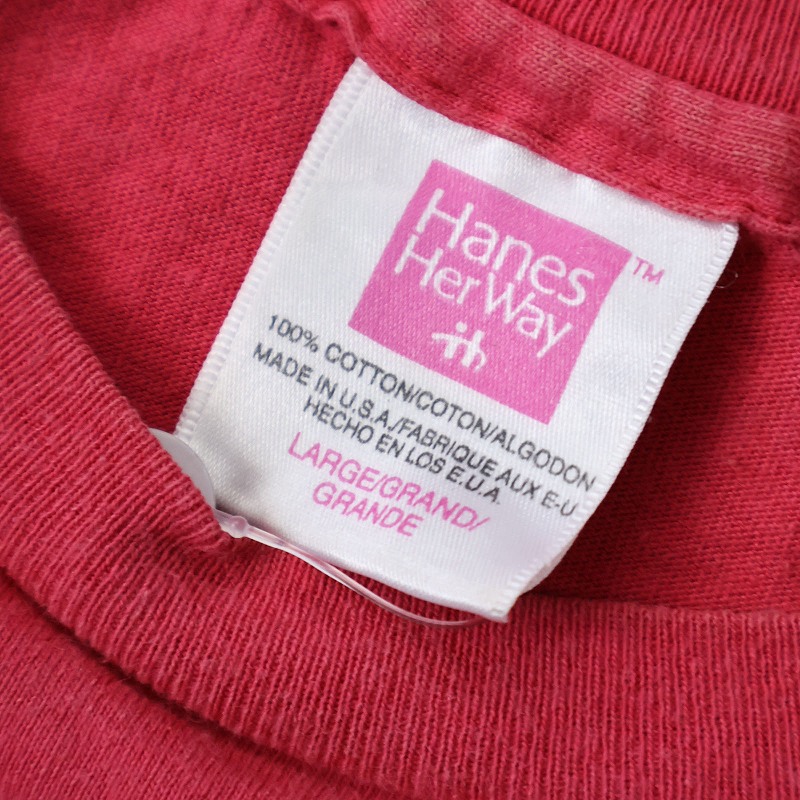 Hanes
Her Way
TM
100% COTTON/COTON/ALGODON
MADE IN U.S.A./FABRIQUE AUX E-U
HECHO EN LOS E.U.A.
LARGE/GRAND/
GRANDE